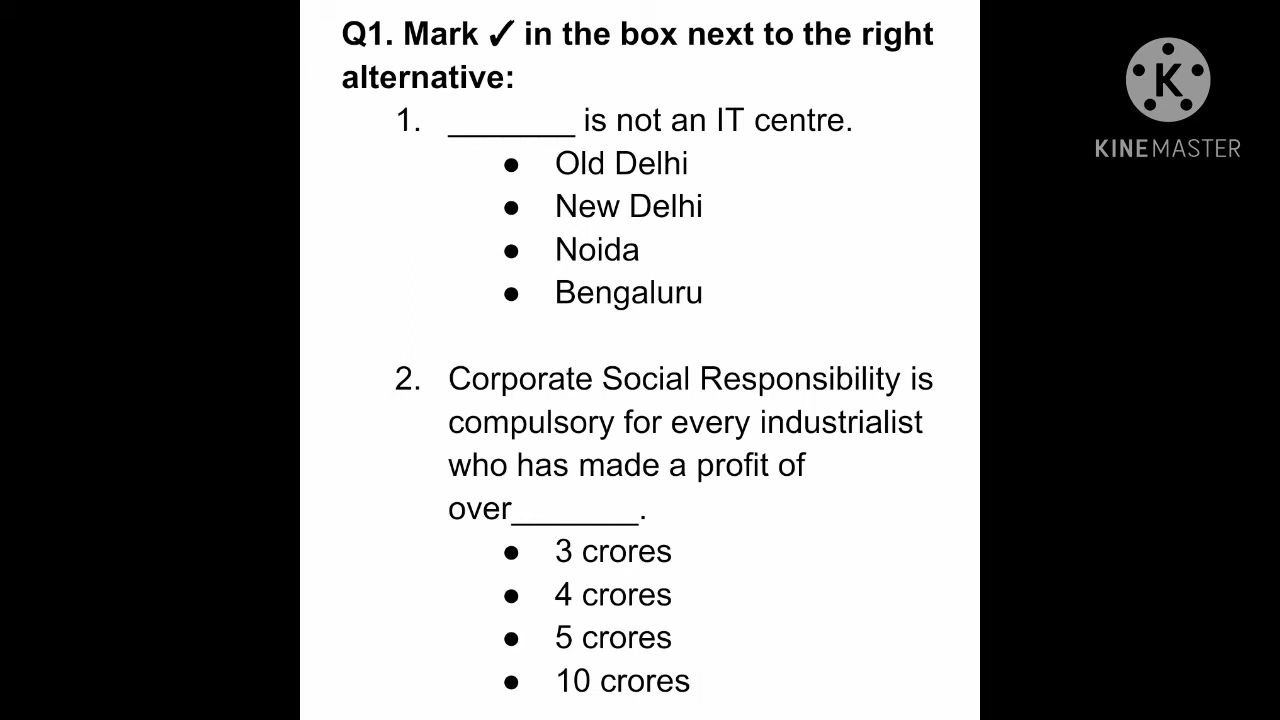 Q1. Mark ✓ in the box next to the right
alternative:
1. _______ is not an IT centre.
● Old Delhi
● New Delhi
● Noida
● Bengaluru
2. Corporate Social Responsibility is
compulsory for every industrialist
who has made a profit of
over_______.
● 3 crores
● 4 crores
● 5 crores
● 10 crores
K
KINEMASTER